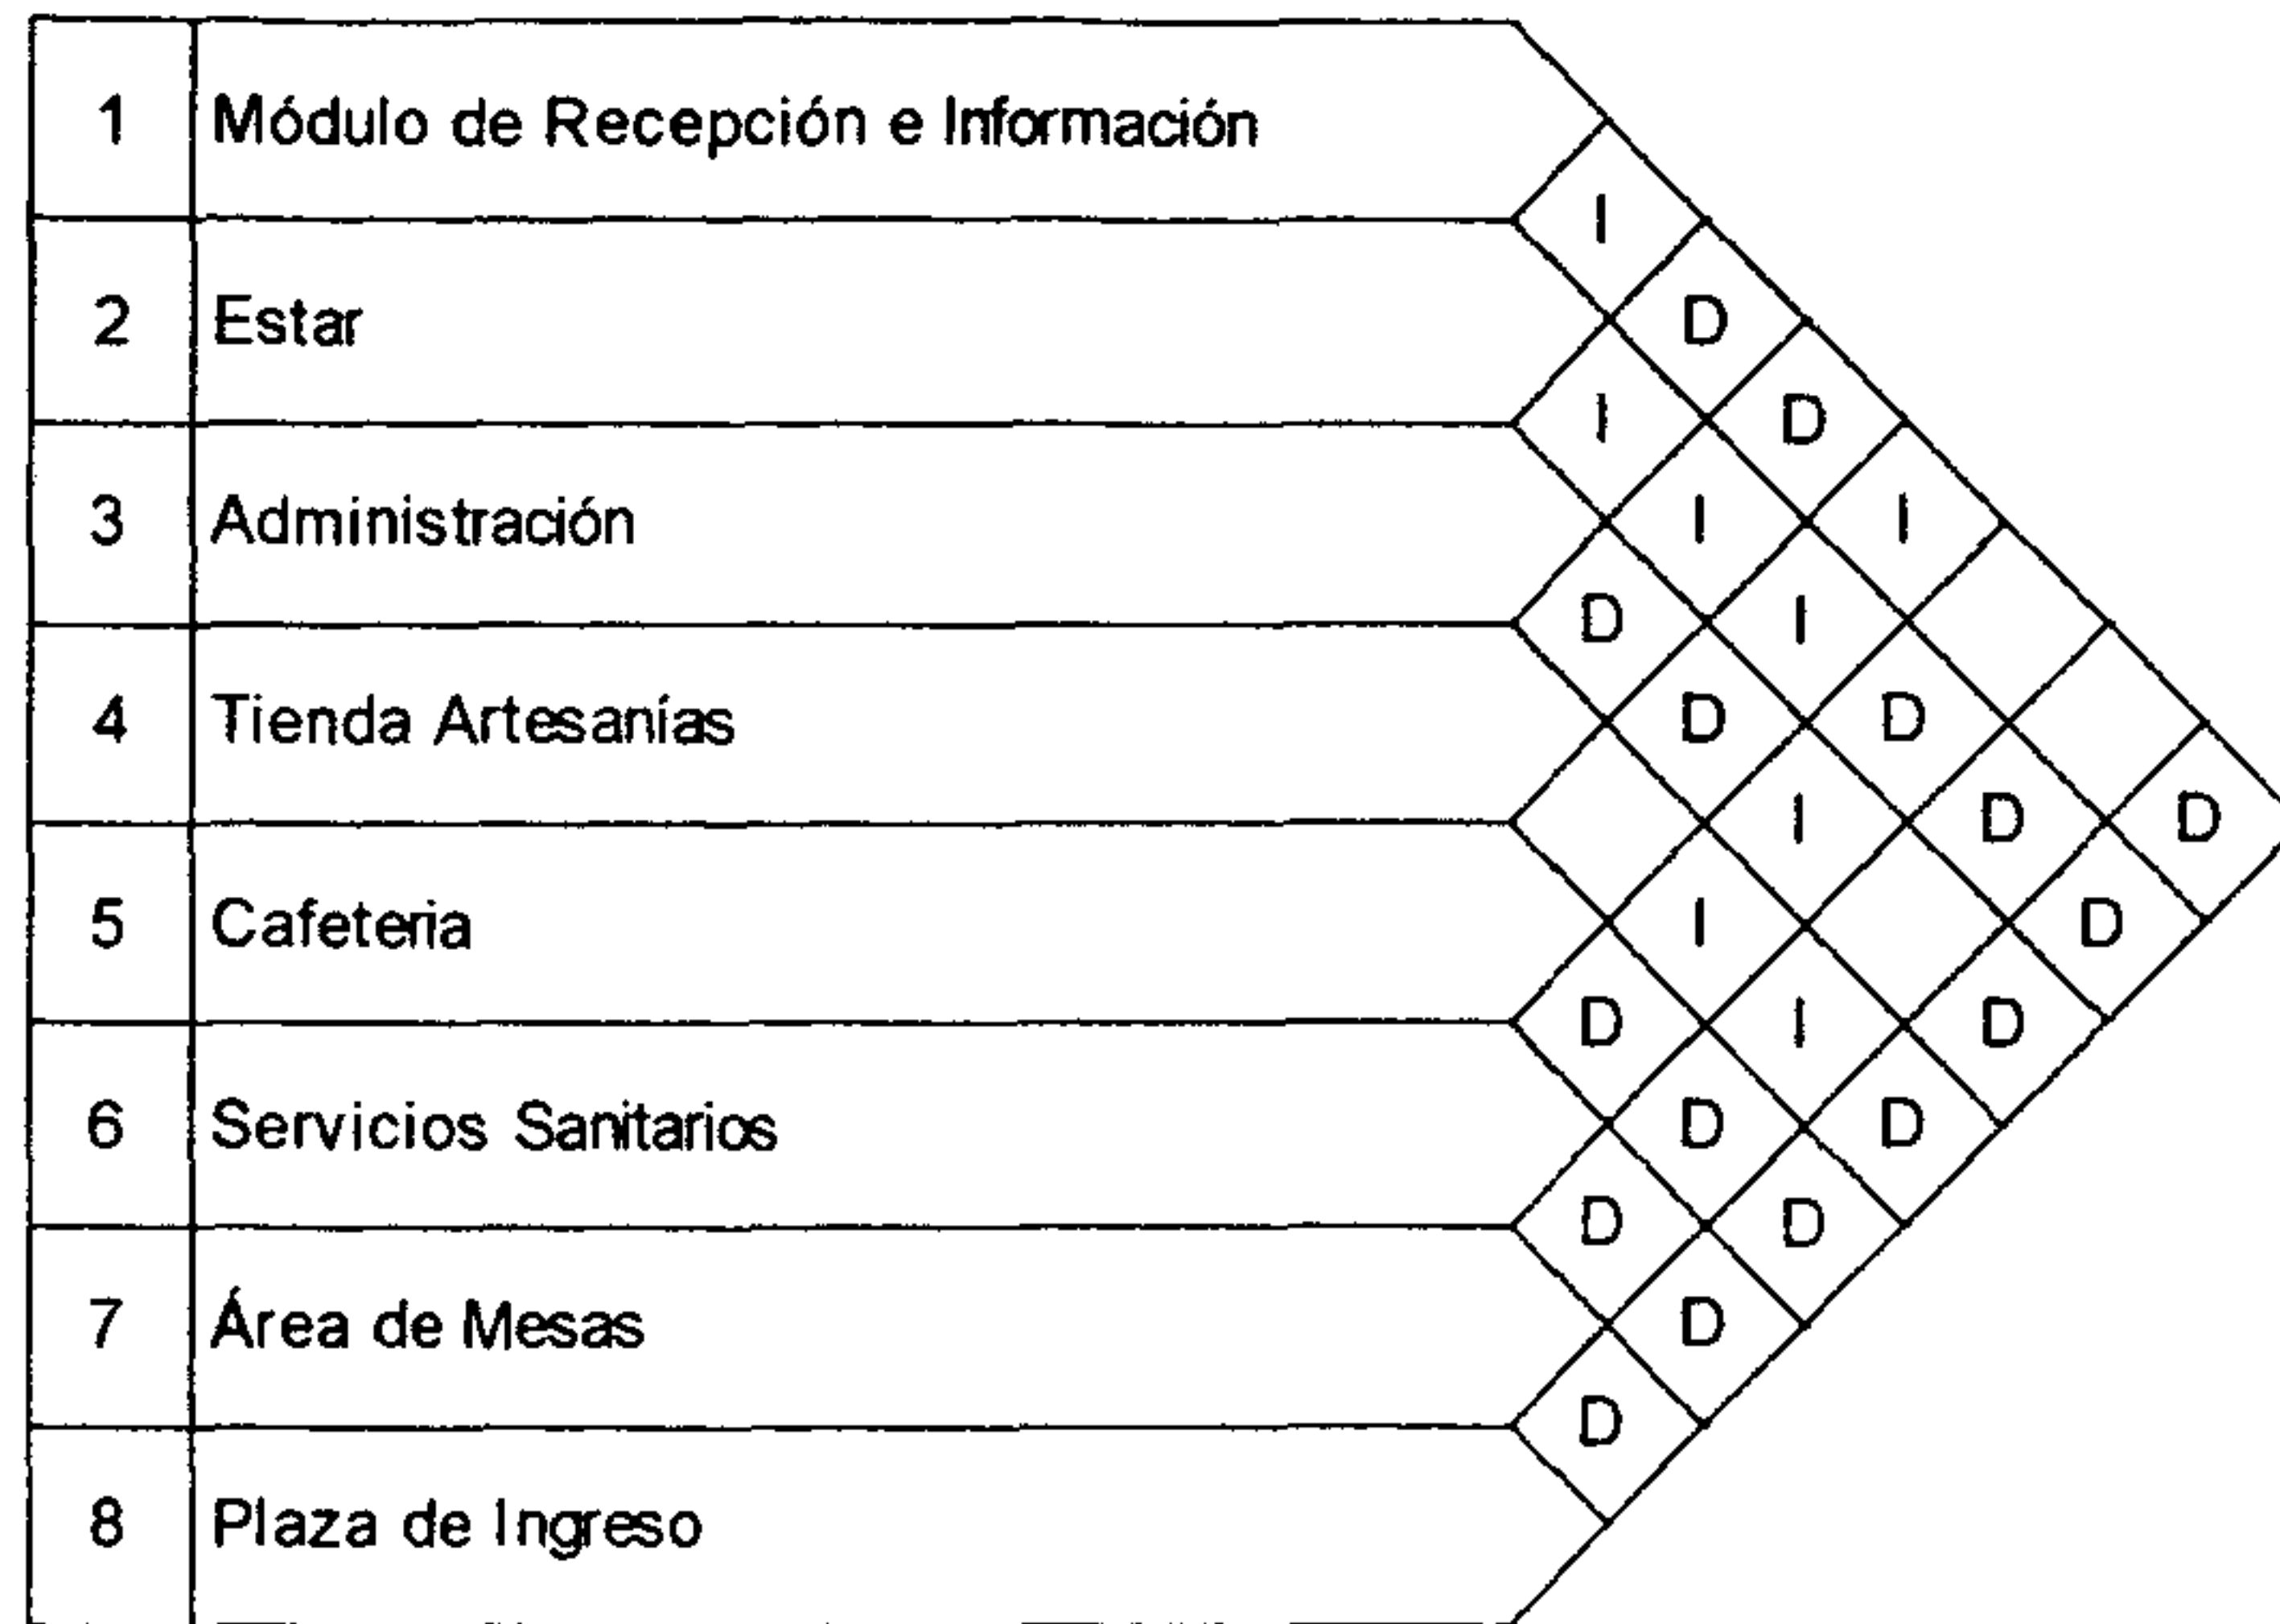 1 Módulo de Recepción e Información
I
2 Estar D
I D
3 Administración I I
D I
4 Tienda Artesanías D D
I D D
5 Cafeteria I D
D I D
6 Servicios Sanitarios D D
D D
7 Área de Mesas D
D
8 Plaza de Ingreso